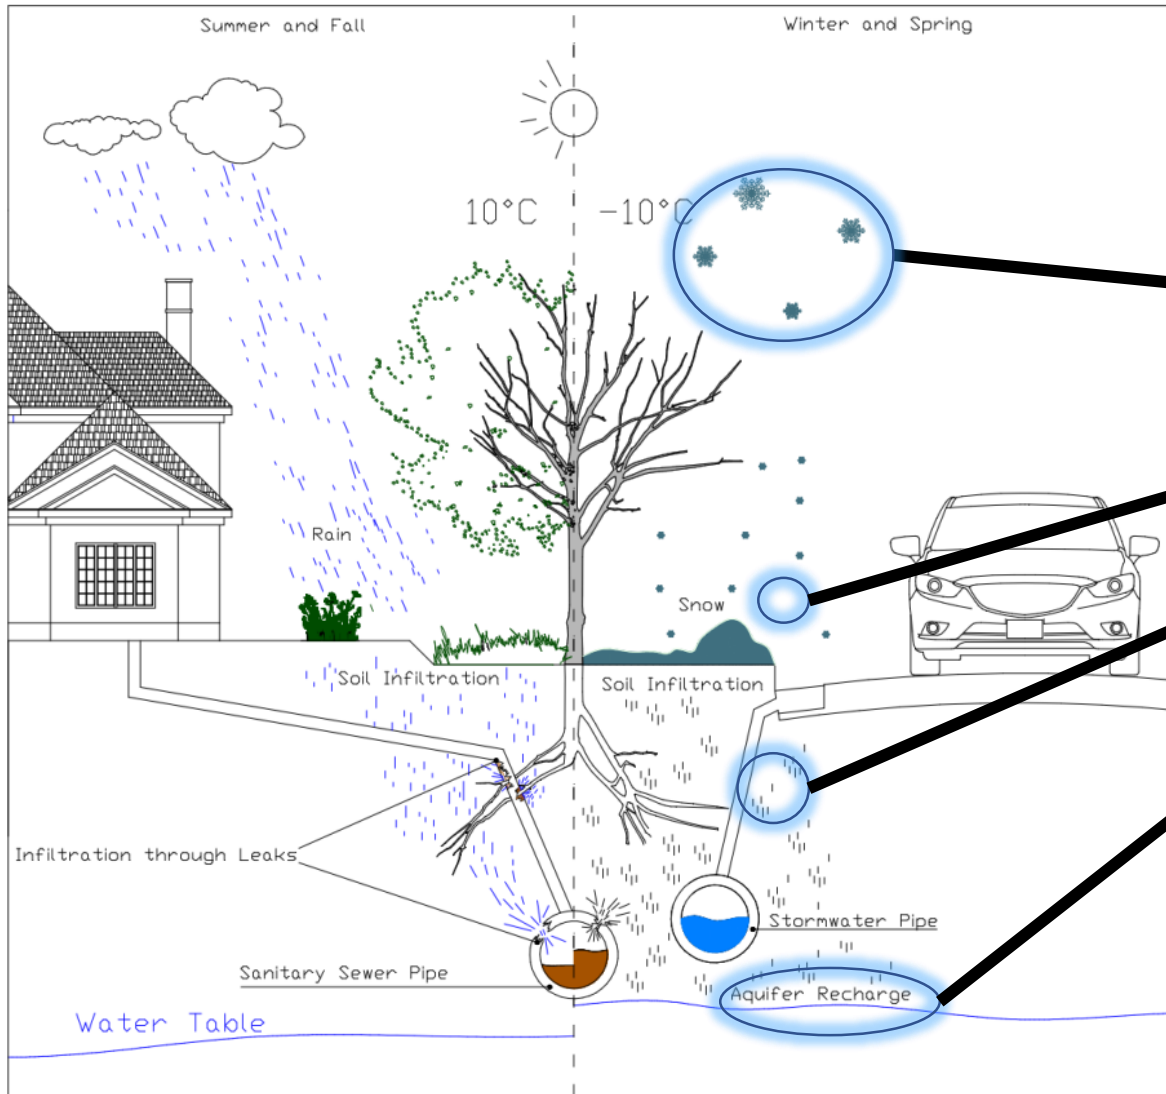 Summer and Fall
Winter and Spring
10°C
-10°C
Rain
Snow
Soil Infiltration
Soil Infiltration
Infiltration through Leaks
Stormwater Pipe
Sanitary Sewer Pipe
Aquifer Recharge
Water Table